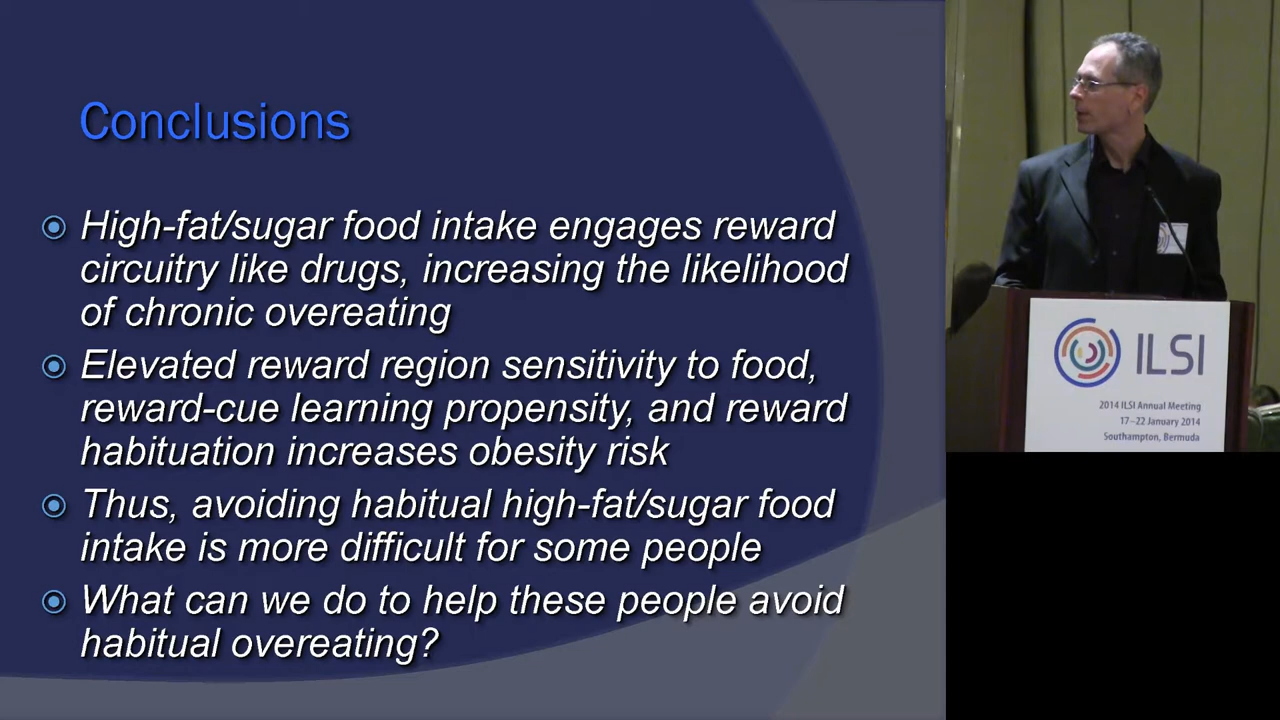 Conclusions
High-fat/sugar food intake engages reward
circuitry like drugs, increasing the likelihood
of chronic overeating
Elevated reward region sensitivity to food,
reward-cue learning propensity, and reward
habituation increases obesity risk
Thus, avoiding habitual high-fat/sugar food
intake is more difficult for some people
What can we do to help these people avoid
habitual overeating?
ILSI
2014 ILSI Annual Meeting
17–22 January 2014
Southampton, Bermuda